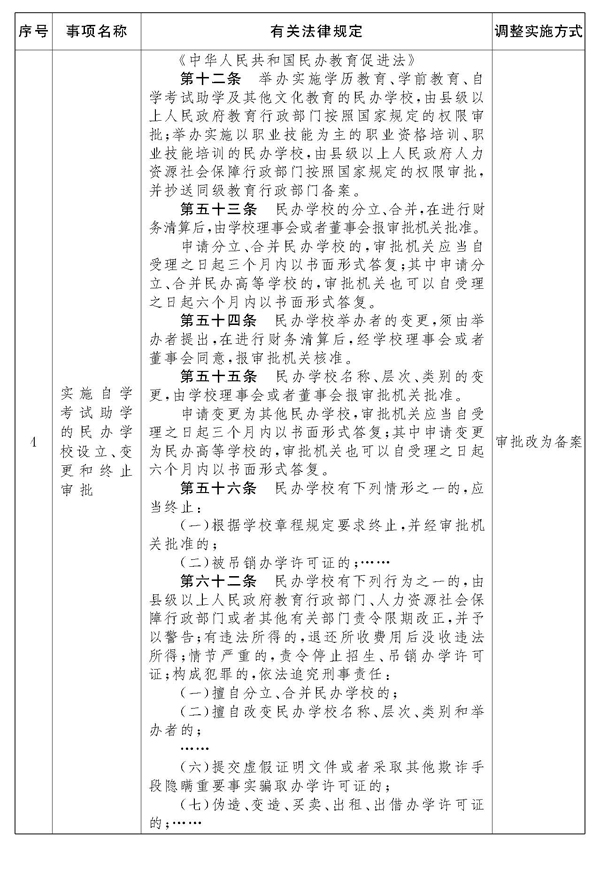 序号 事项名称 有关法律规定 调整实施方式
4
实施自学
考试助学
的民办学
校设立、变
更和终止
审批
《中华人民共和国民办教育促进法》
第十二条 举办实施学历教育、学前教育、自
学考试助学及其他文化教育的民办学校,由县级以
上人民政府教育行政部门按照国家规定的权限审
批;举办实施以职业技能为主的职业资格培训、职
业技能培训的民办学校,由县级以上人民政府人力
资源社会保障行政部门按照国家规定的权限审批,
并抄送同级教育行政部门备案。
第五十三条 民办学校的分立、合并,在进行财
务清算后,由学校理事会或者董事会报审批机关批准。
申请分立、合并民办学校的,审批机关应当自
受理之日起三个月内以书面形式答复;其中申请分
立、合并民办高等学校的,审批机关也可以自受理
之日起六个月内以书面形式答复。
第五十四条 民办学校举办者的变更,须由举
办者提出,在进行财务清算后,经学校理事会或者
董事会同意,报审批机关核准。
第五十五条 民办学校名称、层次、类别的变
更,由学校理事会或者董事会报审批机关批准。
申请变更为其他民办学校,审批机关应当自受
理之日起三个月内以书面形式答复;其中申请变更
为民办高等学校的,审批机关也可以自受理之日起
六个月内以书面形式答复。
第五十六条 民办学校有下列情形之一的,应
当终止:
(一)根据学校章程规定要求终止,并经审批机
关批准的;
(二)被吊销办学许可证的;……
第六十二条 民办学校有下列行为之一的,由
县级以上人民政府教育行政部门、人力资源社会保
障行政部门或者其他有关部门责令限期改正,并予
以警告;有违法所得的,退还所收费用后没收违法
所得;情节严重的,责令停止招生、吊销办学许可
证;构成犯罪的,依法追究刑事责任:
(一)擅自分立、合并民办学校的;
(二)擅自改变民办学校名称、层次、类别和举
办者的;
……
(六)提交虚假证明文件或者采取其他欺诈手
段隐瞒重要事实骗取办学许可证的;
(七)伪造、变造、买卖、出租、出借办学许可证
的;……
审批改为备案